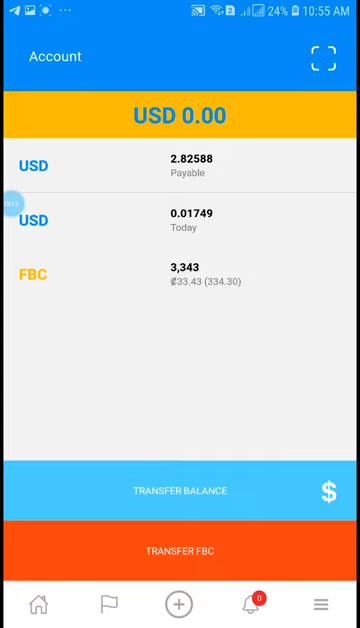 2 24% 10:55 AM
Account
USD 0.00
USD 2.82588
Payable
USD 0.01749
Today
FBC 3,343
₡33.43 (334.30)
TRANSFER BALANCE $
TRANSFER FBC
0